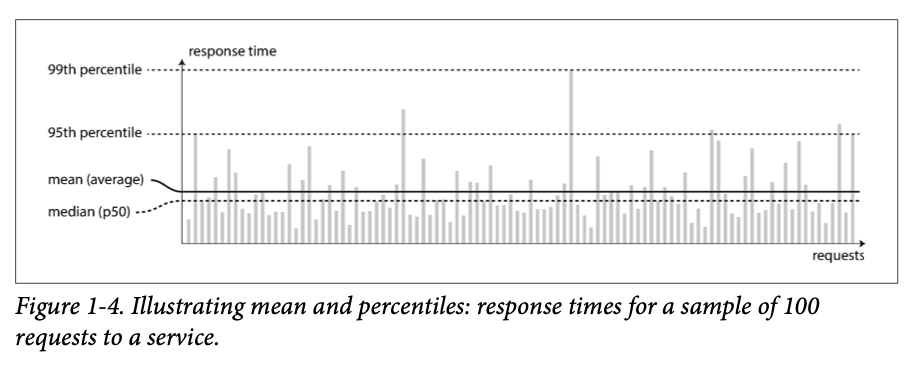 response time
99th percentile
95th percentile
mean (average)
median (p50)
requests
Figure 1-4. Illustrating mean and percentiles: response times for a sample of 100
requests to a service.